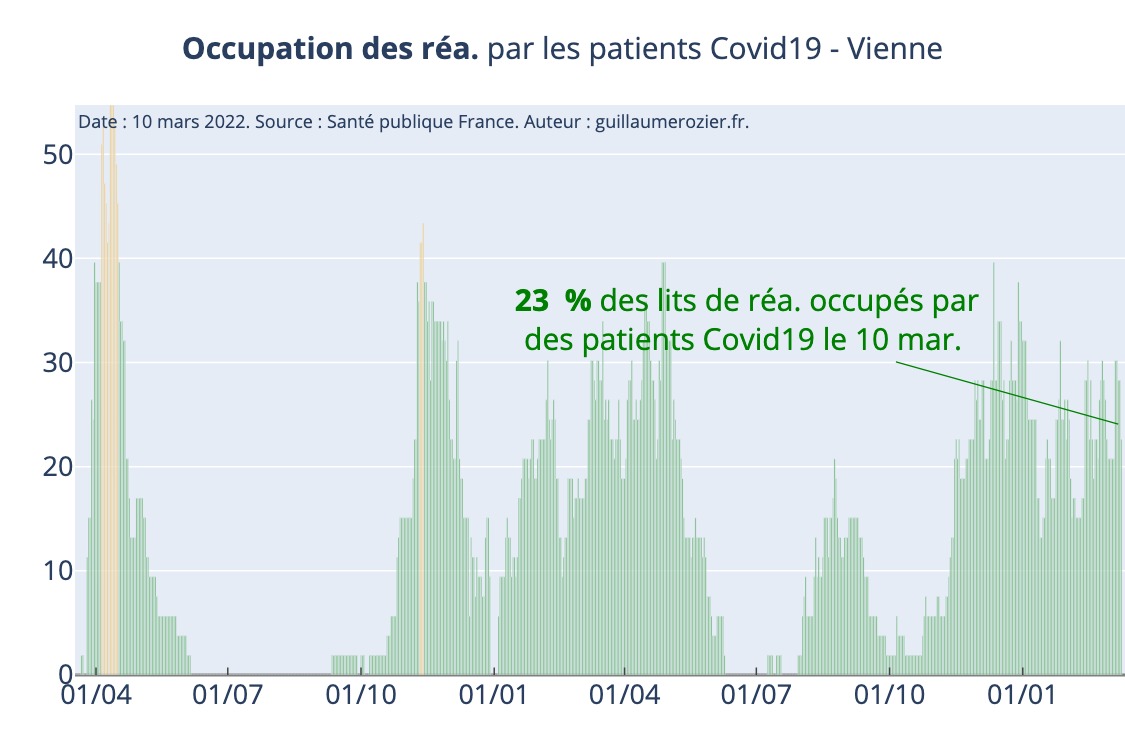 Occupation des réa. par les patients Covid19 - Vienne
Date : 10 mars 2022. Source : Santé publique France. Auteur : guillaumerozier.fr.
50
40
23 % des lits de réa. occupés par
des patients Covid19 le 10 mar.
30
20
10
0
01/04 01/07 01/10 01/01 01/04 01/07 01/10 01/01